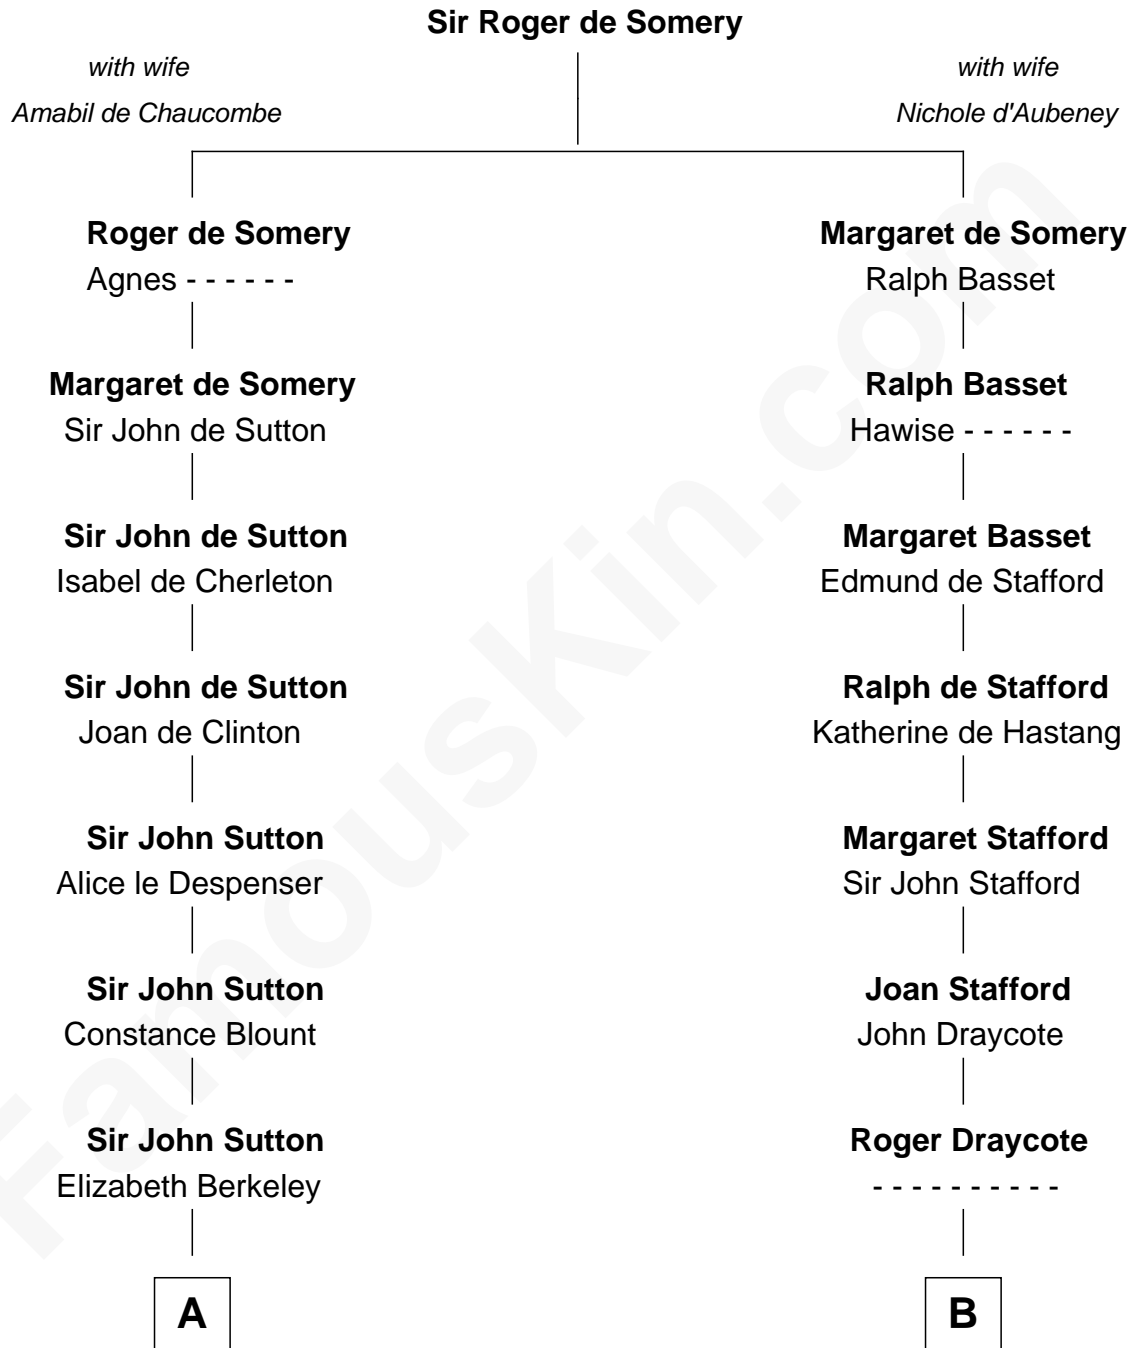 Sir Roger de Somery
with wife
Amabil de Chaucombe
with wife
Nichole d'Aubeney
Roger de Somery
Agnes - - - - - -
Margaret de Somery
Ralph Basset
Margaret de Somery
Sir John de Sutton
Ralph Basset
Hawise - - - - - -
Sir John de Sutton
Isabel de Cherleton
Margaret Basset
Edmund de Stafford
Sir John de Sutton
Joan de Clinton
Ralph de Stafford
Katherine de Hastang
Sir John Sutton
Alice le Despenser
Margaret Stafford
Sir John Stafford
Sir John Sutton
Constance Blount
Joan Stafford
John Draycote
Sir John Sutton
Elizabeth Berkeley
Roger Draycote
- - - - - - - - - -
A
B
FamousKin.com